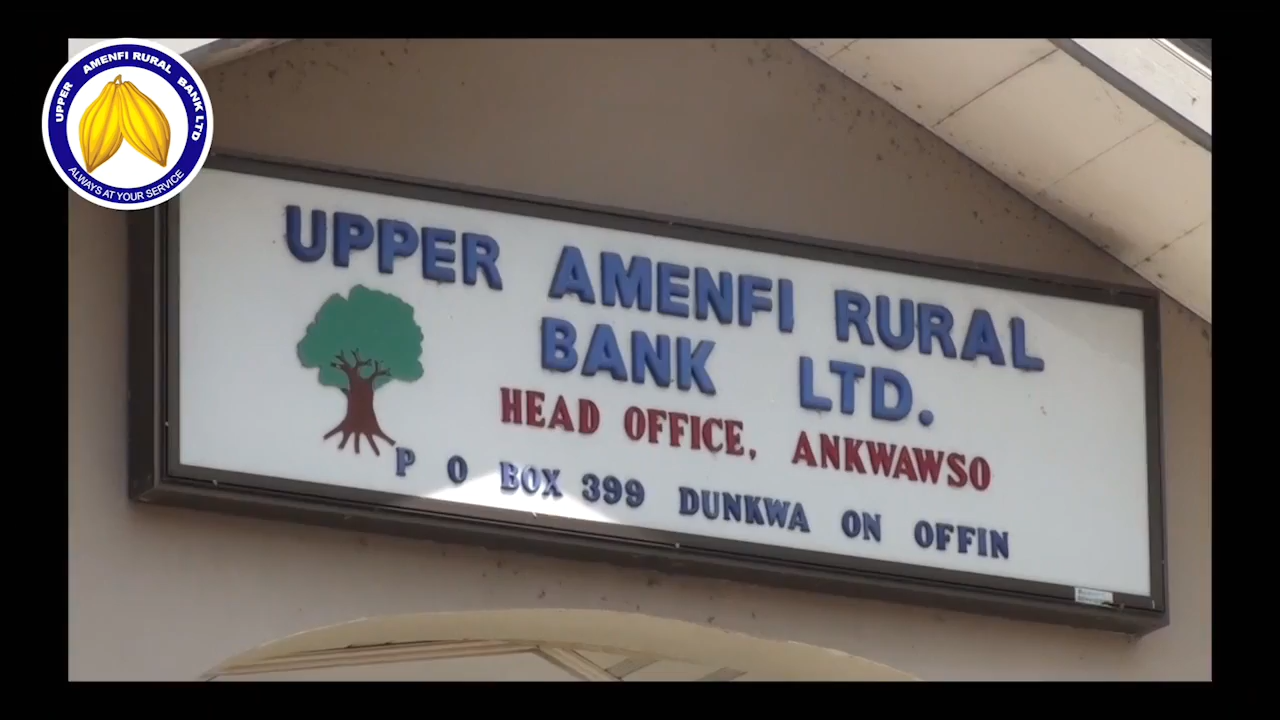 UPPER AMENFI RURAL BANK LTD
ALWAYS AT YOUR SERVICE
UPPER AMENFI RURAL
BANK LTD.
HEAD OFFICE, ANKWAWSO
P O BOX 399 DUNKWA ON OFFIN